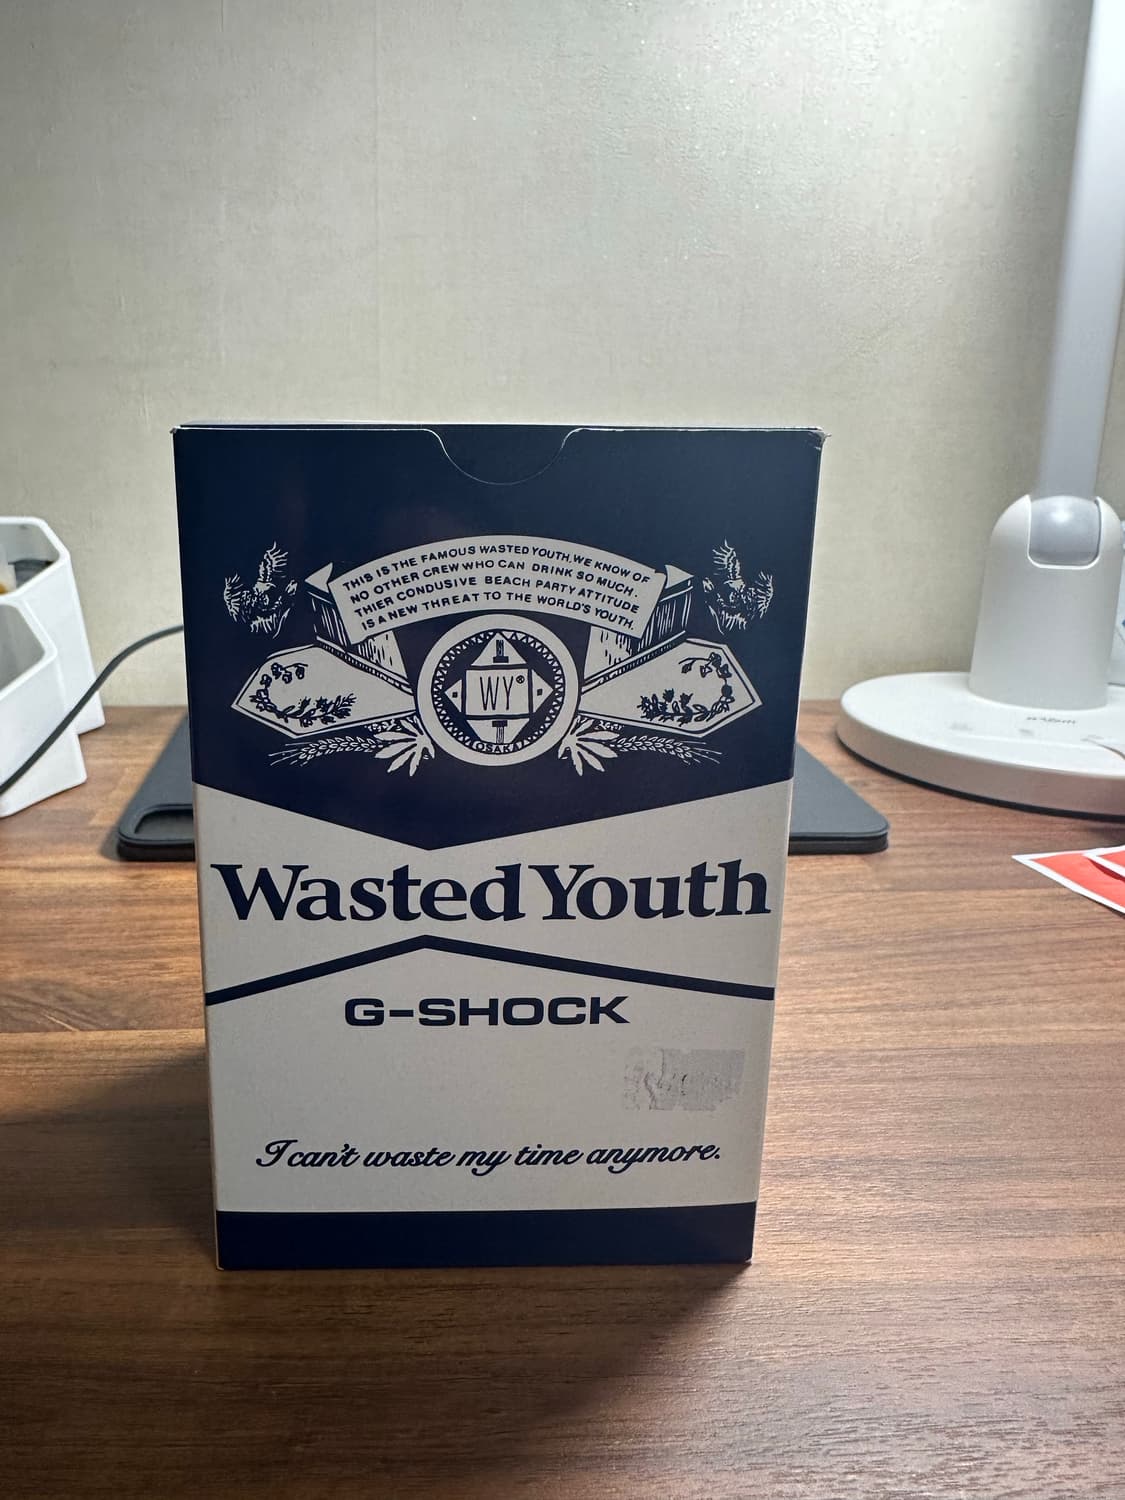 THIS IS THE FAMOUS WASTED YOUTH, WE KNOW OF
NO OTHER CREW WHO CAN DRINK SO MUCH.
THIER CONDUSIVE BEACH PARTY ATTITUDE
IS A NEW THREAT TO THE WORLD'S YOUTH.
WY®
OSAKA
Wasted Youth
G-SHOCK
I can't waste my time anymore.